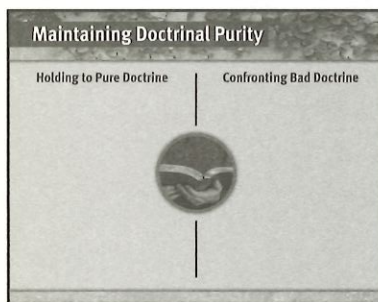 Maintaining Doctrinal Purity
Holding to Pure Doctrine
Confronting Bad Doctrine